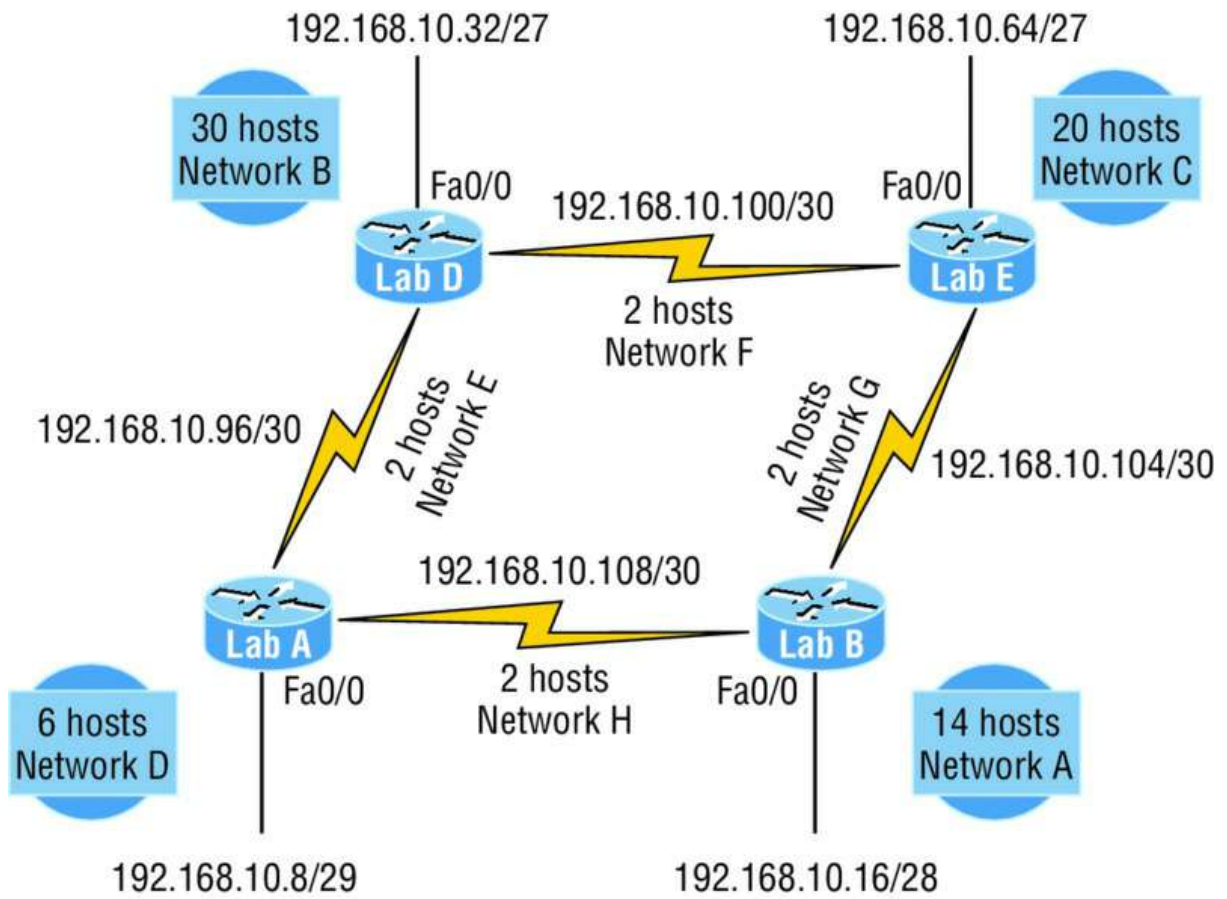 192.168.10.32/27
192.168.10.64/27
30 hosts
Network B
20 hosts
Network C
Fa0/0
192.168.10.100/30
Fa0/0
Lab D
Lab E
2 hosts
Network F
192.168.10.96/30
2 hosts
Network E
2 hosts
Network G
192.168.10.104/30
192.168.10.108/30
Lab A
Lab B
Fa0/0
2 hosts
Network H
Fa0/0
6 hosts
Network D
14 hosts
Network A
192.168.10.8/29
192.168.10.16/28